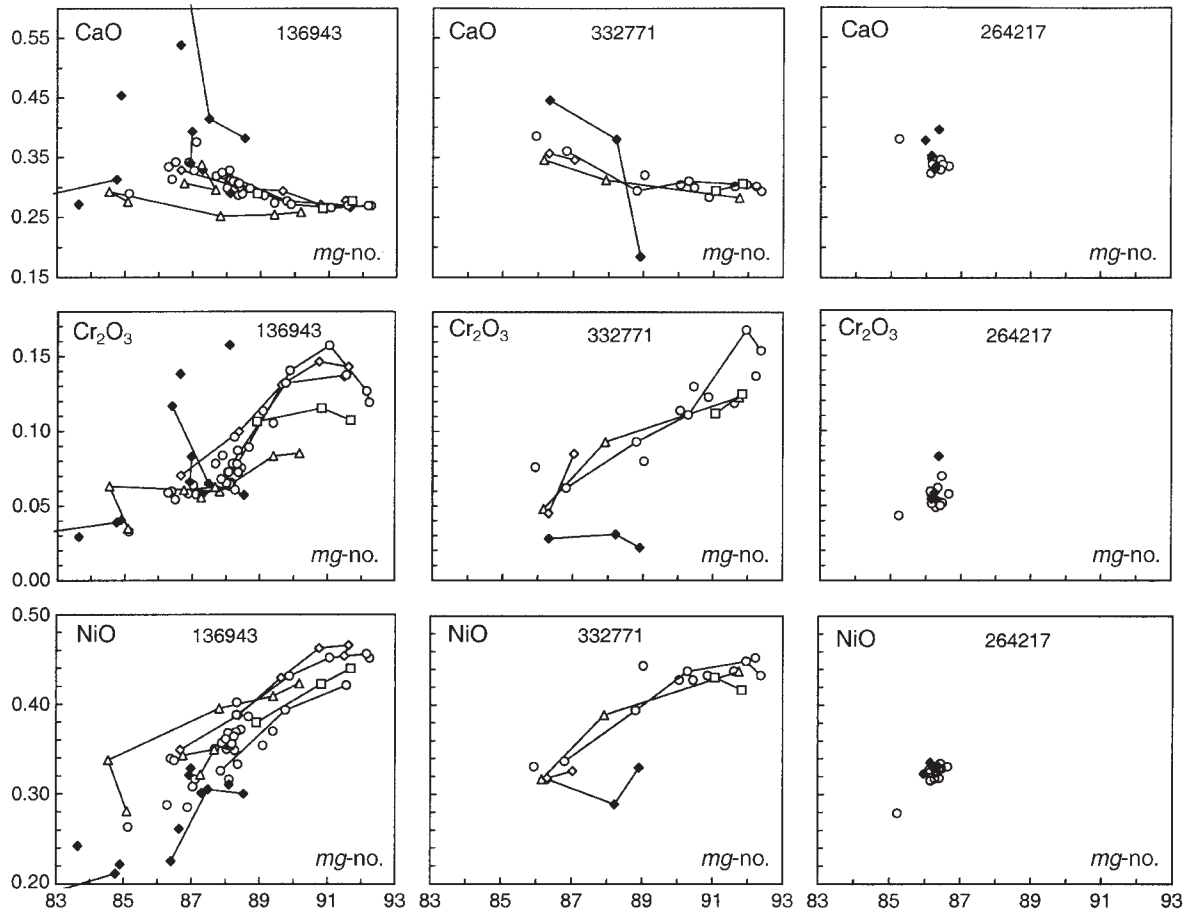 CaO 136943
0.55
0.45
0.35
0.25
0.15
mg-no.
CaO 332771
mg-no.
CaO 264217
mg-no.
Cr₂O₃ 136943
0.15
0.10
0.05
0.00
mg-no.
Cr₂O₃ 332771
mg-no.
Cr₂O₃ 264217
mg-no.
NiO 136943
0.50
0.40
0.30
0.20
mg-no.
83 85 87 89 91 93
NiO 332771
mg-no.
83 85 87 89 91 93
NiO 264217
mg-no.
83 85 87 89 91 93